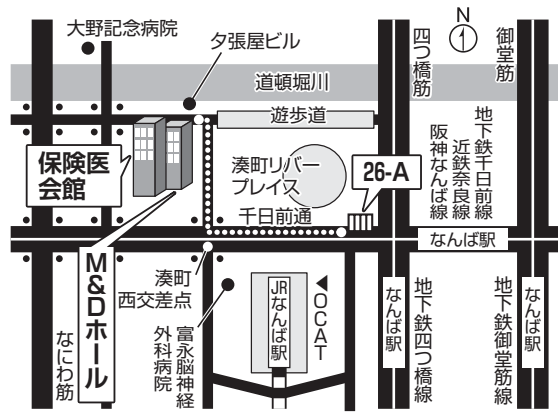 大野記念病院
夕張屋ビル
N
四つ橋筋
御堂筋
道頓堀川
遊歩道
保険医
会館
湊町リバー
プレイス
26-A
阪神なんば線
近鉄奈良線
地下鉄千日前線
千日前通
なんば駅
M&Dホール
湊町
西交差点
なにわ筋
富永脳神経
外科病院
JRなんば駅
◀OCAT
なんば駅
地下鉄四つ橋線
地下鉄御堂筋線
なんば駅